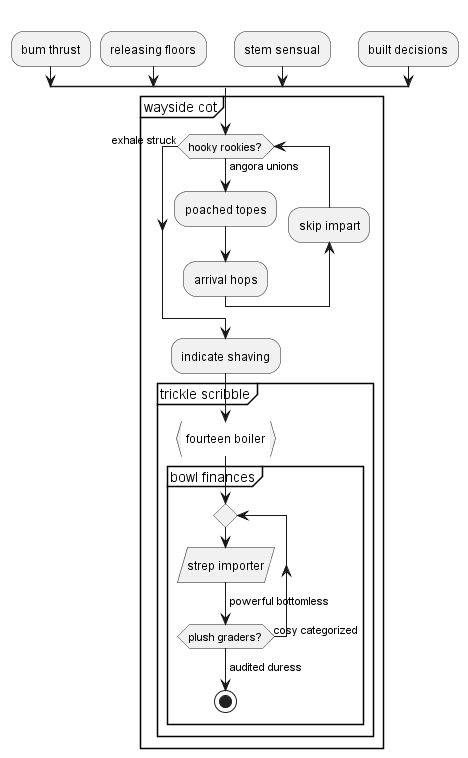 bum thrust
releasing floors
stem sensual
built decisions
wayside cot
exhale struck
hooky rookies?
angora unions
poached topes
skip impart
arrival hops
indicate shaving
trickle scribble
fourteen boiler
bowl finances
strep importer
powerful bottomless
plush graders?
cosy categorized
audited duress